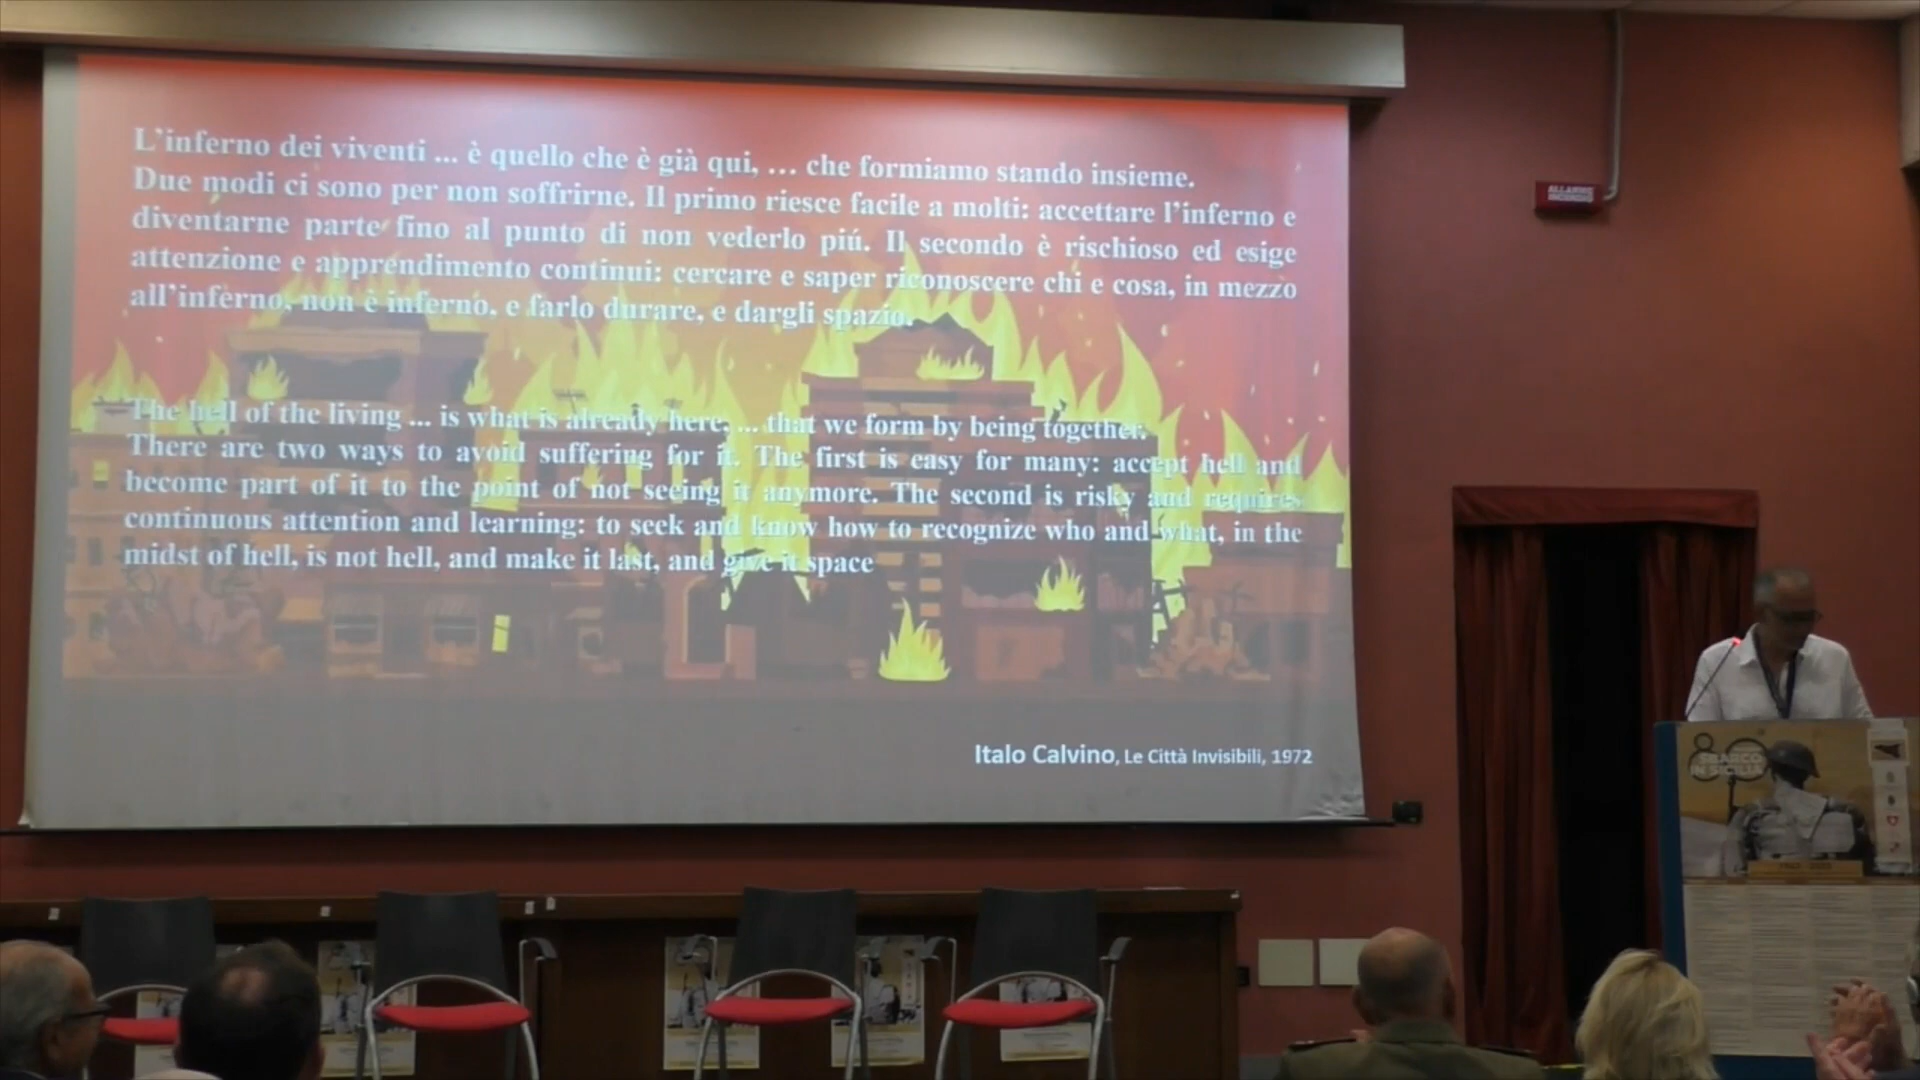 L'inferno dei viventi ... è quello che è già qui, ... che formiamo stando insieme.
Due modi ci sono per non soffrirne. Il primo riesce facile a molti: accettare l'inferno e
diventarne parte fino al punto di non vederlo piú. Il secondo è rischioso ed esige
attenzione e apprendimento continui: cercare e saper riconoscere chi e cosa, in mezzo
all'inferno, non è inferno, e farlo durare, e dargli spazio.
The hell of the living ... is what is already here, ... that we form by being together.
There are two ways to avoid suffering for it. The first is easy for many: accept hell and
become part of it to the point of not seeing it anymore. The second is risky and requires
continuous attention and learning: to seek and know how to recognize who and what, in the
midst of hell, is not hell, and make it last, and give it space
Italo Calvino, Le Città Invisibili, 1972
ALLARME
INCENDIO
SBARCO
IN SICILIA